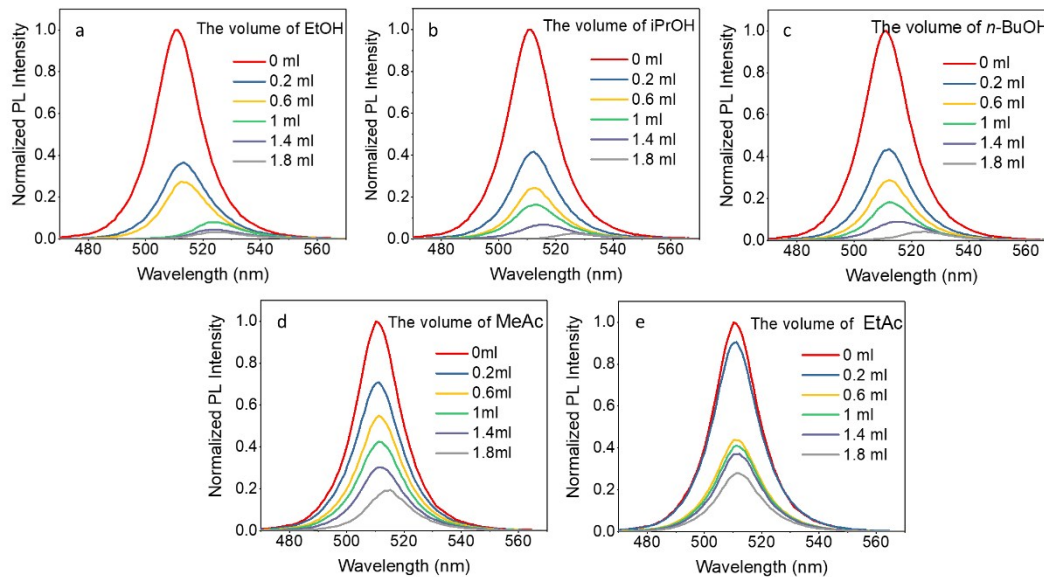 a
The volume of EtOH
0 ml
0.2 ml
0.6 ml
1 ml
1.4 ml
1.8 ml
Normalized PL Intensity
1.0
0.8
0.6
0.4
0.2
0.0
480 500 520 540 560
Wavelength (nm)
b
The volume of iPrOH
0 ml
0.2 ml
0.6 ml
1 ml
1.4 ml
1.8 ml
Normalized PL Intensity
1.0
0.8
0.6
0.4
0.2
0.0
480 500 520 540 560
Wavelength (nm)
c
The volume of n-BuOH
0 ml
0.2 ml
0.6 ml
1 ml
1.4 ml
1.8 ml
Normalized PL Intensity
1.0
0.8
0.6
0.4
0.2
0.0
480 500 520 540 560
Wavelength (nm)
d
The volume of MeAc
0ml
0.2ml
0.6ml
1ml
1.4ml
1.8ml
Normalized PL Intensity
1.0
0.8
0.6
0.4
0.2
0.0
480 500 520 540 560
Wavelength (nm)
e
The volume of EtAc
0 ml
0.2 ml
0.6 ml
1 ml
1.4 ml
1.8 ml
Normalized PL Intensity
1.0
0.8
0.6
0.4
0.2
0.0
480 500 520 540 560
Wavelength (nm)